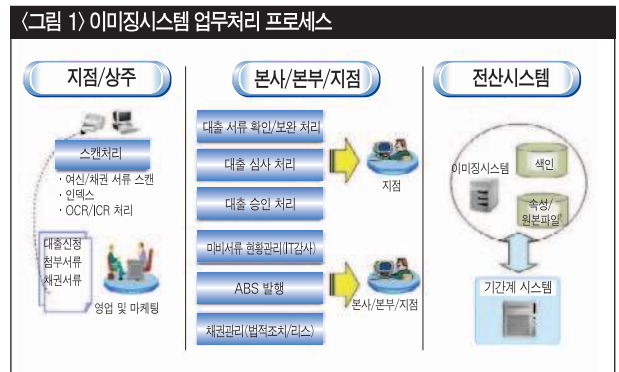 〈그림 1〉 이미징시스템 업무처리 프로세스
지점/상주
스캔처리
· 여신/채권 서류 스캔
· 인덱스
· OCR/ICR 처리
대출신청
첨부서류
채권서류
영업 및 마케팅
본사/본부/지점
대출 서류 확인/보완 처리
대출 심사 처리
대출 승인 처리
지점
미비서류 현황관리(IT감사)
ABS 발행
채권관리(법적조치/리스)
본사/본부/지점
전산시스템
이미징시스템
색인
속성/
원본파일
기간계 시스템